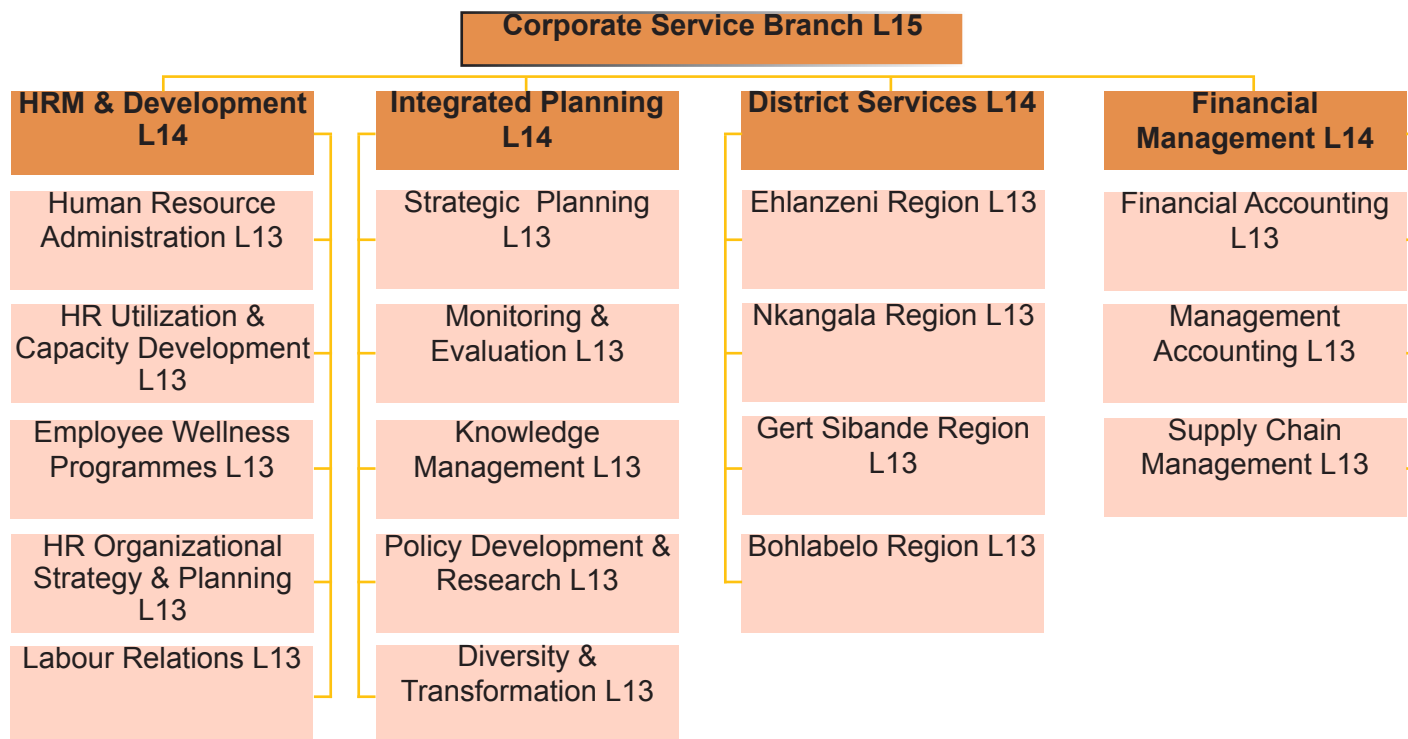 Corporate Service Branch L15
HRM & Development
L14
Human Resource
Administration L13
HR Utilization &
Capacity Development
L13
Employee Wellness
Programmes L13
HR Organizational
Strategy & Planning
L13
Labour Relations L13
Integrated Planning
L14
Strategic  Planning
L13
Monitoring &
Evaluation L13
Knowledge
Management L13
Policy Development &
Research L13
Diversity &
Transformation L13
District Services L14
Ehlanzeni Region L13
Nkangala Region L13
Gert Sibande Region
L13
Bohlabelo Region L13
Financial
Management L14
Financial Accounting
L13
Management
Accounting L13
Supply Chain
Management L13